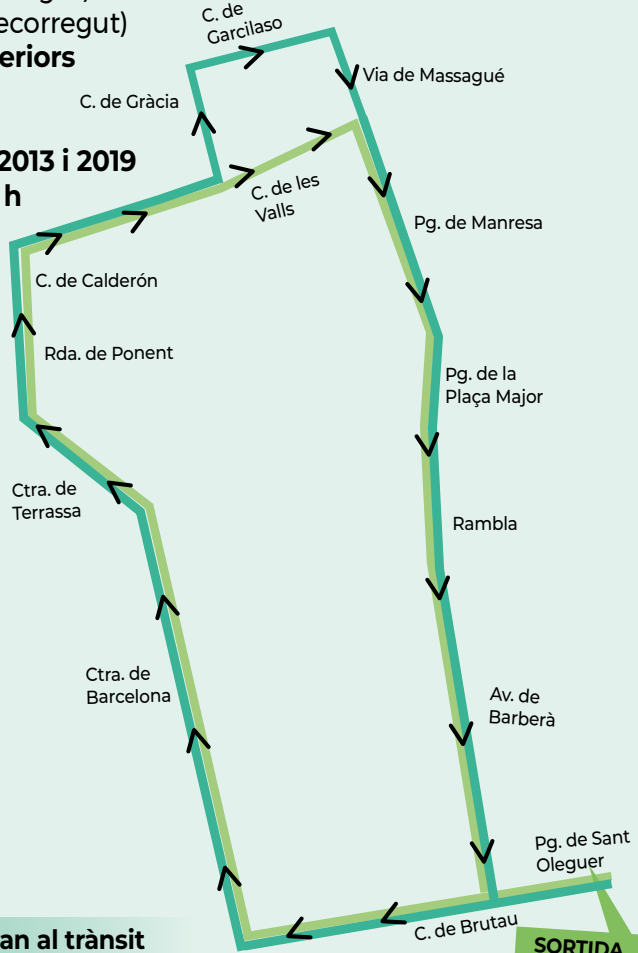 ecorregut)
eriors
2013 i 2019
h
C. de
Garcilaso
Via de Massagué
C. de Gràcia
C. de les
Valls
Pg. de Manresa
C. de Calderón
Rda. de Ponent
Pg. de la
Plaça Major
Ctra. de
Terrassa
Rambla
Ctra. de
Barcelona
Av. de
Barberà
Pg. de Sant
Oleguer
C. de Brutau
an al trànsit
SORTIDA